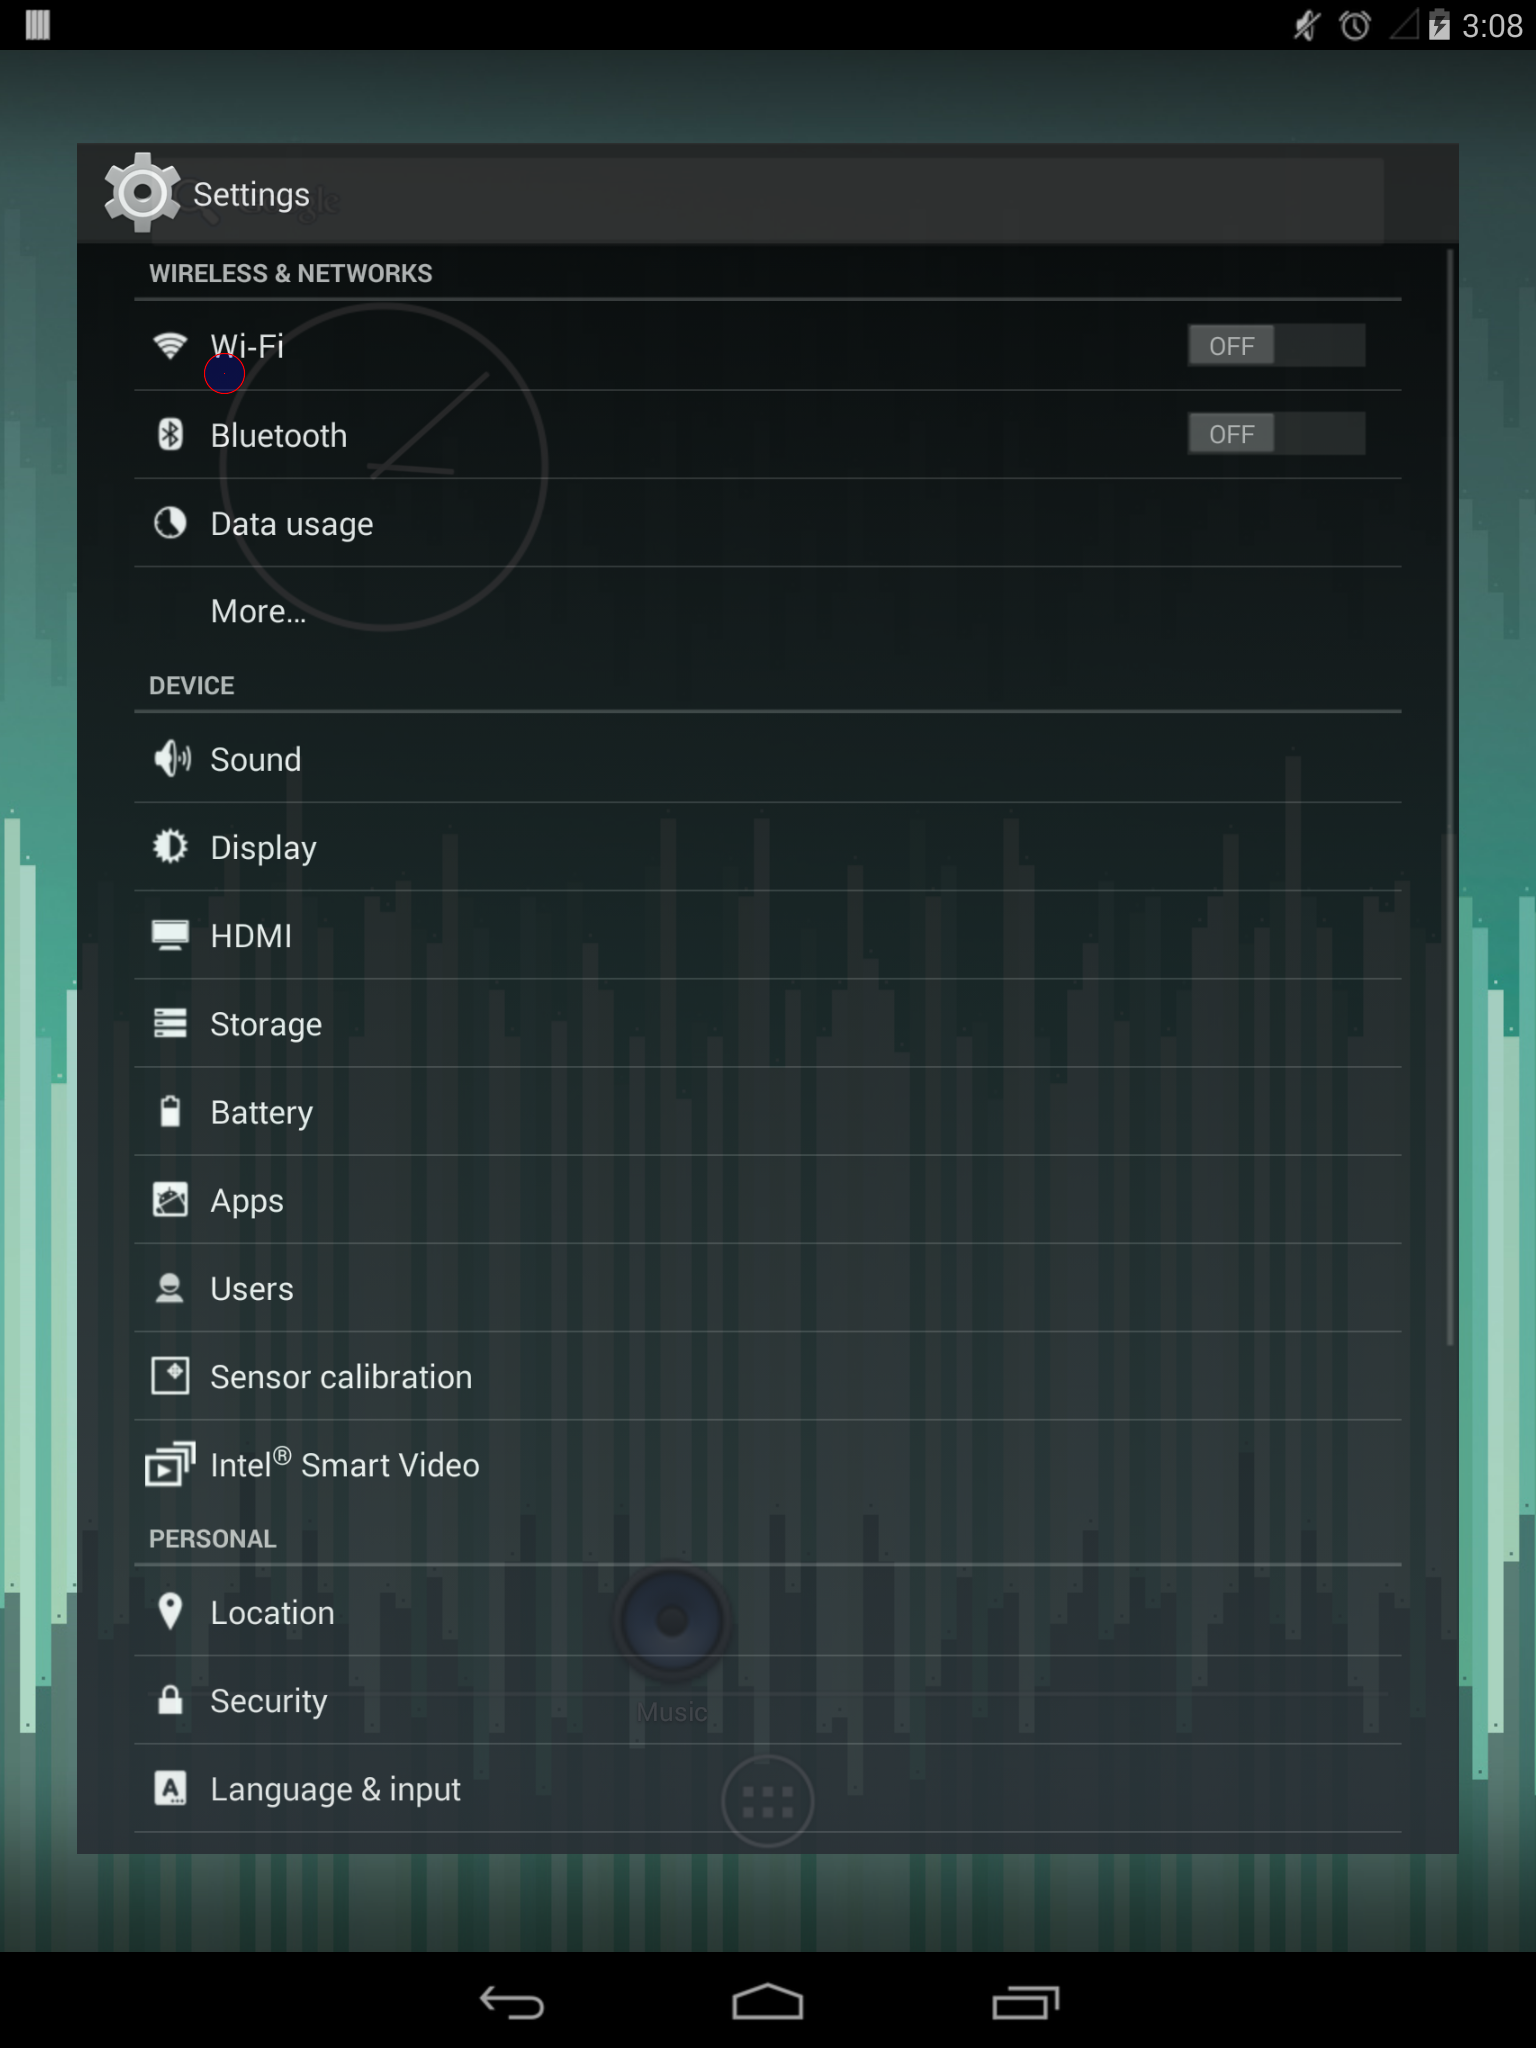 3:08
Settings
WIRELESS & NETWORKS
Wi-Fi OFF
Bluetooth OFF
Data usage
More...
DEVICE
Sound
Display
HDMI
Storage
Battery
Apps
Users
Sensor calibration
Intel® Smart Video
PERSONAL
Location
Security
Music
Language & input